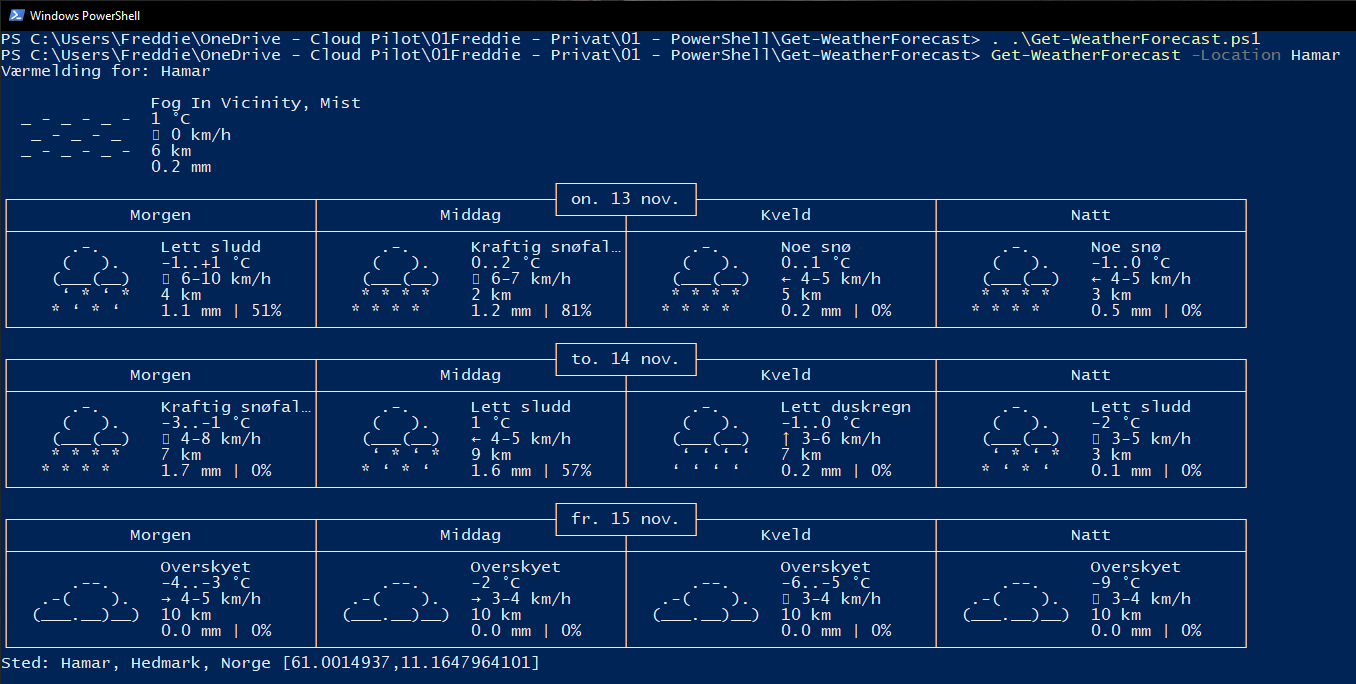 Windows PowerShell
PS C:\Users\Freddie\OneDrive - Cloud Pilot\01Freddie - Privat\01 - PowerShell\Get-WeatherForecast> . .\Get-WeatherForecast.ps1
PS C:\Users\Freddie\OneDrive - Cloud Pilot\01Freddie - Privat\01 - PowerShell\Get-WeatherForecast> Get-WeatherForecast -Location Hamar
Værmelding for: Hamar
Fog In Vicinity, Mist
1 °C
▯ 0 km/h
6 km
0.2 mm
on. 13 nov.
Morgen Middag Kveld Natt
Lett sludd Kraftig snøfal… Noe snø Noe snø
-1..+1 °C 0..2 °C 0..1 °C -1..0 °C
▯ 6-10 km/h ▯ 6-7 km/h ← 4-5 km/h ← 4-5 km/h
4 km 2 km 5 km 3 km
1.1 mm | 51% 1.2 mm | 81% 0.2 mm | 0% 0.5 mm | 0%
to. 14 nov.
Morgen Middag Kveld Natt
Kraftig snøfal… Lett sludd Lett duskregn Lett sludd
-3..-1 °C 1 °C -1..0 °C -2 °C
▯ 4-8 km/h ← 4-5 km/h ↑ 3-6 km/h ▯ 3-5 km/h
7 km 9 km 7 km 3 km
1.7 mm | 0% 1.6 mm | 57% 0.2 mm | 0% 0.1 mm | 0%
fr. 15 nov.
Morgen Middag Kveld Natt
Overskyet Overskyet Overskyet Overskyet
-4..-3 °C -2 °C -6..-5 °C -9 °C
→ 4-5 km/h → 3-4 km/h ▯ 3-4 km/h ▯ 3-4 km/h
10 km 10 km 10 km 10 km
0.0 mm | 0% 0.0 mm | 0% 0.0 mm | 0% 0.0 mm | 0%
Sted: Hamar, Hedmark, Norge [61.0014937,11.1647964101]